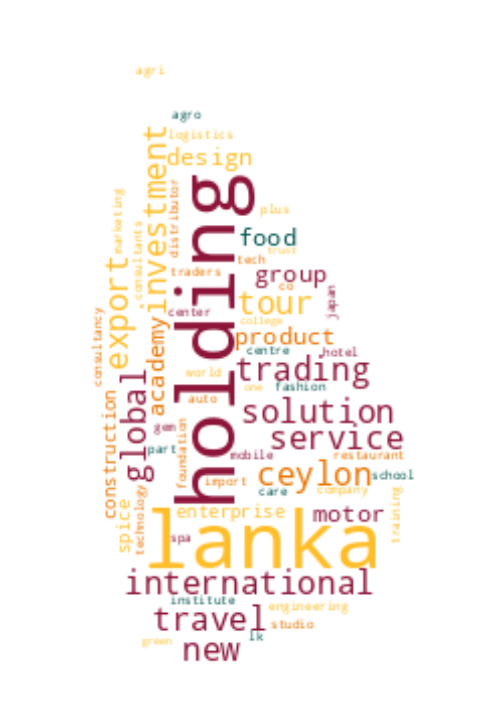 agri
agro
logistics
design
investment
holding
distributor
marketing
plus
consultants
food
trust
tech
export
traders
group
co
japan
tour
center
college
product
consultancy
academy
centre
hotel
trading
global
world
one
fashion
auto
construction
solution
gem
foundation
service
part
mobile
restaurant
ceylon
school
import
care
company
technology
spice
enterprise
motor
training
lanka
spa
international
institute
engineering
travel
studio
lk
green
new